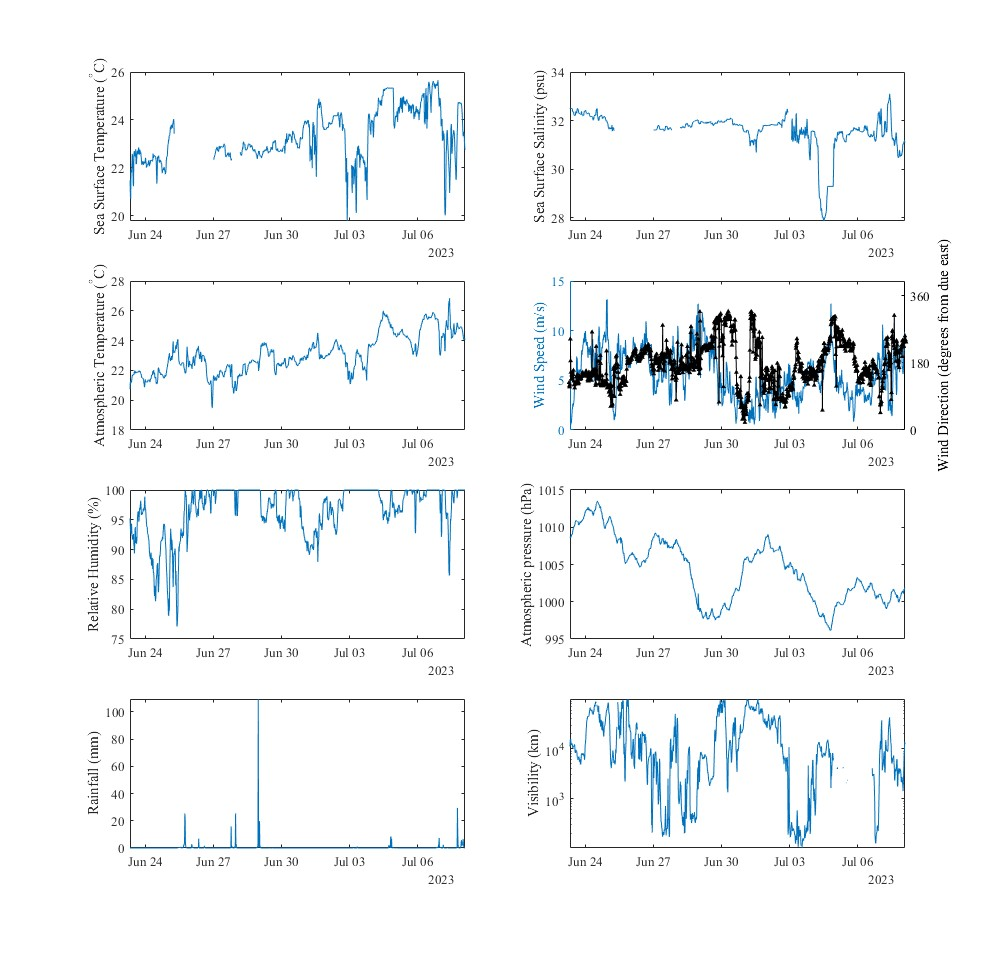 Sea Surface Temperature (°C)
26
24
22
20
Jun 24 Jun 27 Jun 30 Jul 03 Jul 06
2023
Sea Surface Salinity (psu)
34
32
30
28
Jun 24 Jun 27 Jun 30 Jul 03 Jul 06
2023
Atmospheric Temperature (°C)
28
26
24
22
20
18
Jun 24 Jun 27 Jun 30 Jul 03 Jul 06
2023
Wind Speed (m/s)
15
10
5
0
Wind Direction (degrees from due east)
360
180
0
Jun 24 Jun 27 Jun 30 Jul 03 Jul 06
2023
Relative Humidity (%)
100
95
90
85
80
75
Jun 24 Jun 27 Jun 30 Jul 03 Jul 06
2023
Atmospheric pressure (hPa)
1015
1010
1005
1000
995
Jun 24 Jun 27 Jun 30 Jul 03 Jul 06
2023
Rainfall (mm)
100
80
60
40
20
0
Jun 24 Jun 27 Jun 30 Jul 03 Jul 06
2023
Visibility (km)
10⁴
10³
Jun 24 Jun 27 Jun 30 Jul 03 Jul 06
2023